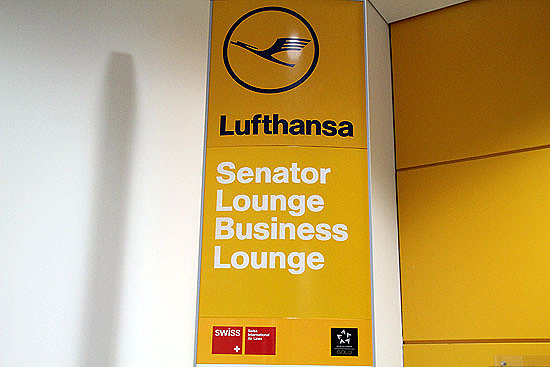 Lufthansa
Senator
Lounge
Business
Lounge
swiss
Swiss
International
Air Lines
GOLD